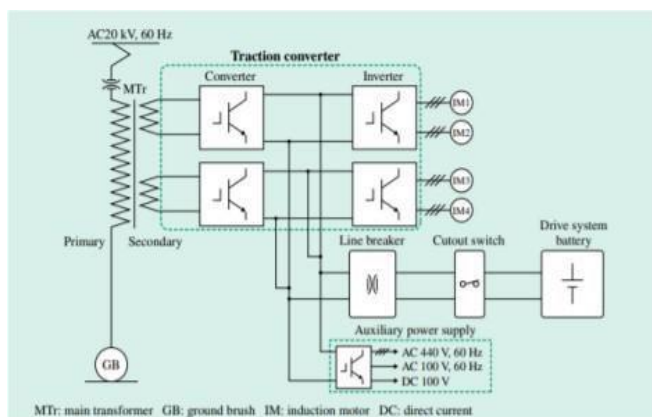 AC20 kV, 60 Hz
Traction converter
MTr
Converter
Inverter
IM1
IM2
IM3
IM4
Primary
Secondary
Line breaker
Cutout switch
Drive system
battery
Auxiliary power supply
AC 440 V, 60 Hz
AC 100 V, 60 Hz
DC 100 V
GB
MTr: main transformer GB: ground brush IM: induction motor DC: direct current